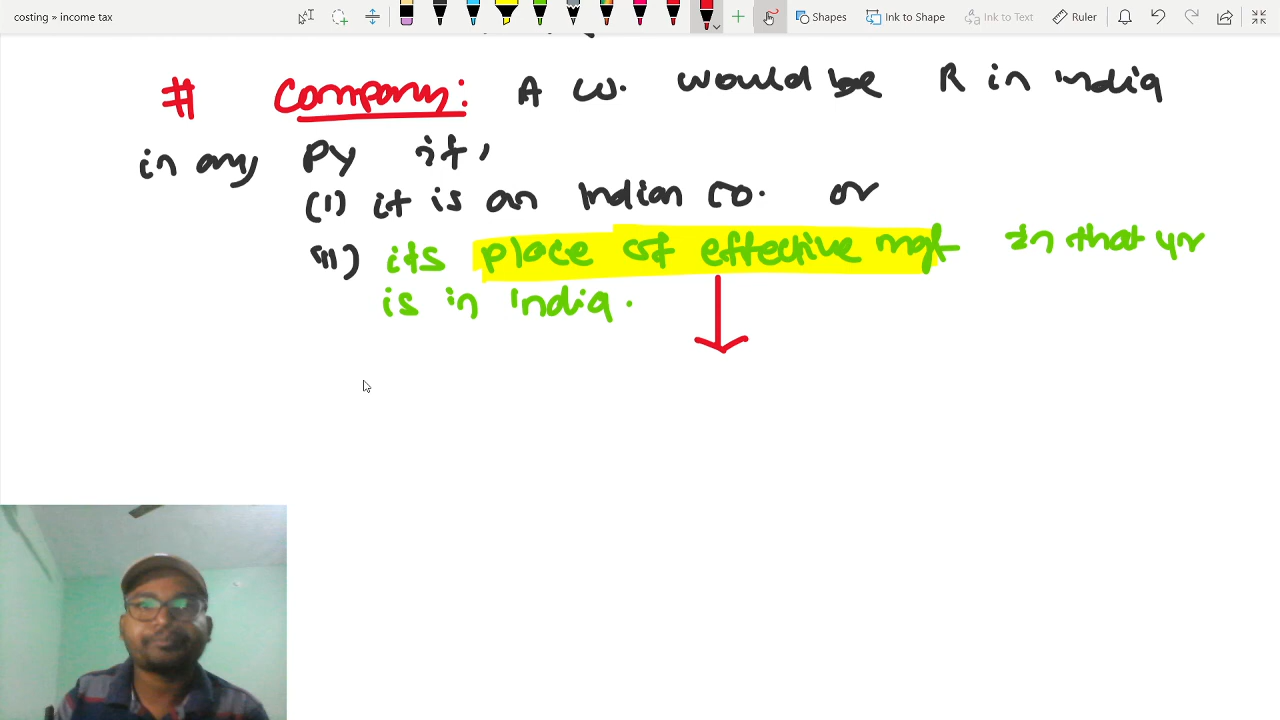 costing » income tax
Shapes Ink to Shape Ink to Text Ruler
# Company: A co. would be R in India
in any PY if,
(i) it is an Indian co. or
(ii) its place of effective mgt in that yr
is in India.